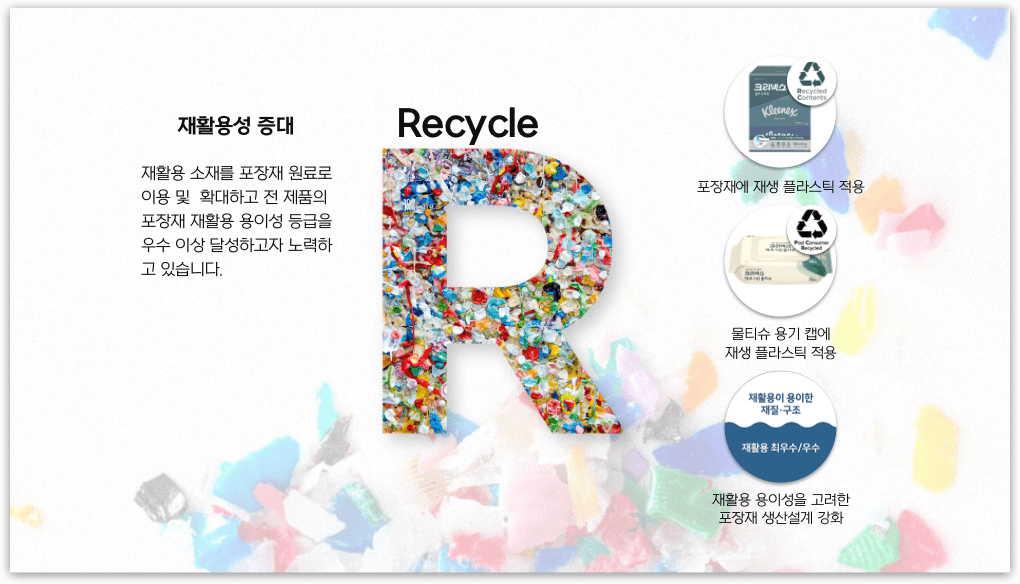 재활용성 증대
재활용 소재를 포장재 원료로
이용 및 확대하고 전 제품의
포장재 재활용 용이성 등급을
우수 이상 달성하고자 노력하
고 있습니다.
Recycle
크리넥스
Kleenex
Recycled
Contents
포장재에 재생 플라스틱 적용
Post Consumer
Recycled
크리넥스
물티슈 용기 캡에
재생 플라스틱 적용
재활용이 용이한
재질·구조
재활용 최우수/우수
재활용 용이성을 고려한
포장재 생산설계 강화